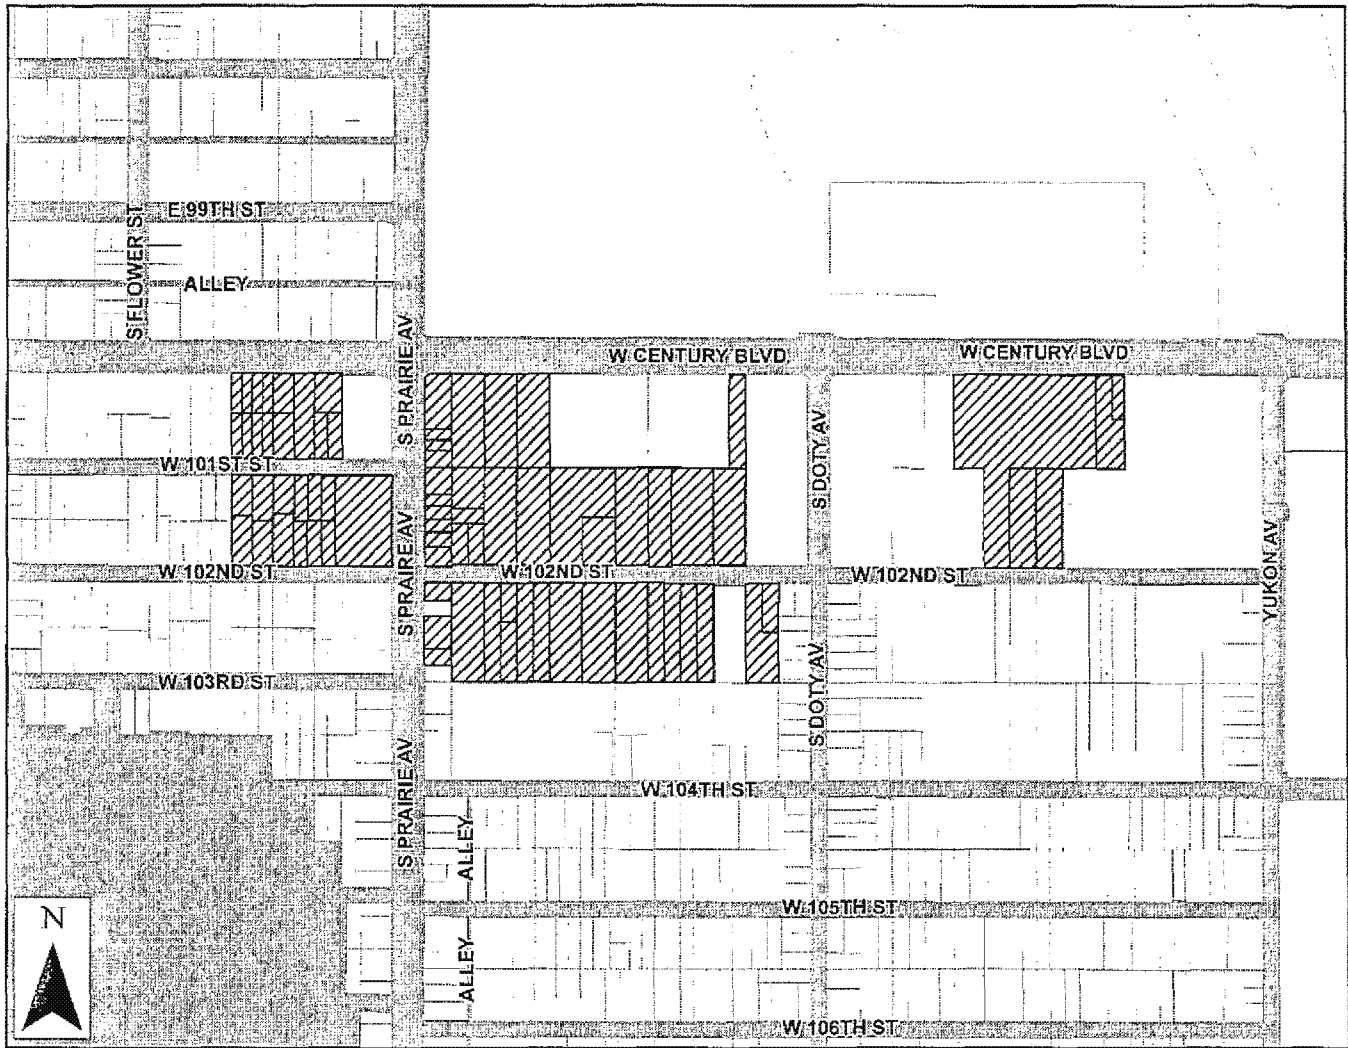 E 99TH ST
S FLOWER ST
ALLEY
S PRAIRIE AV
W CENTURY BLVD
W CENTURY BLVD
S PRAIRIE AV
S DOTY AV
W 101ST ST
S PRAIRIE AV
YUKON AV
W 102ND ST
W 102ND ST
W 102ND ST
S DOTY AV
W 103RD ST
S PRAIRIE AV
W 104TH ST
ALLEY
W 105TH ST
N
ALLEY
W 106TH ST